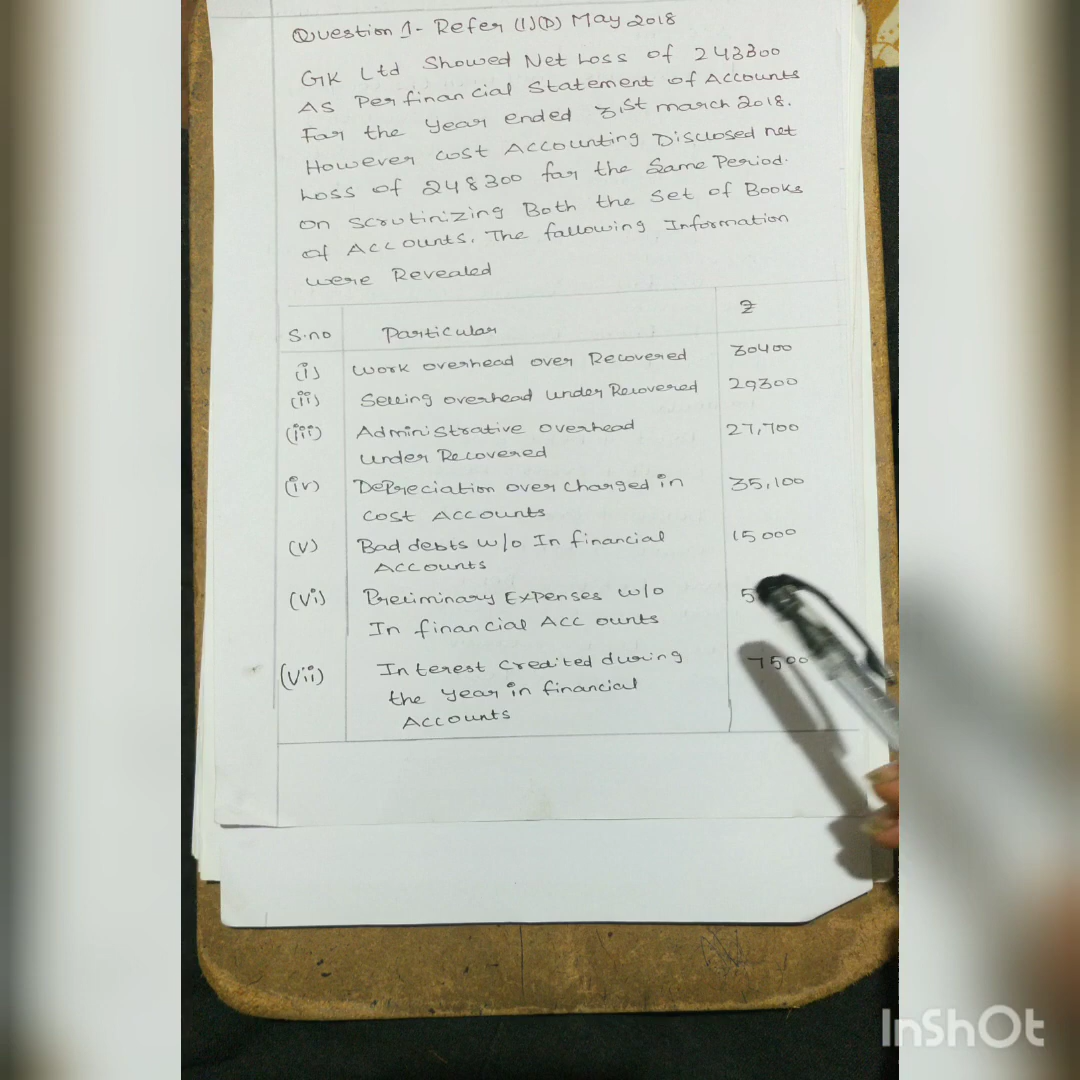 Question 1- Refer (1)(D) May 2018
GK Ltd Showed Net Loss of 243300
As Per financial Statement of Accounts
For the Year ended 31st march 2018.
However cost Accounting Disclosed net
Loss of 248300 for the Same Period.
on Scrutinizing Both the Set of Books
of Accounts. The following Information
were Revealed
S.no Particular ₹
(i) Work overhead over Recovered 30400
(ii) Selling overhead under Recovered 29300
(iii) Administrative overhead 27,700
under Recovered
(iv) Depreciation over charged in 35,100
cost Accounts
(v) Bad debts w/o In financial 15000
Accounts
(vi) Preliminary Expenses w/o 5
In financial Accounts
(vii) Interest credited during 7500
the year in financial
Accounts
InShOt